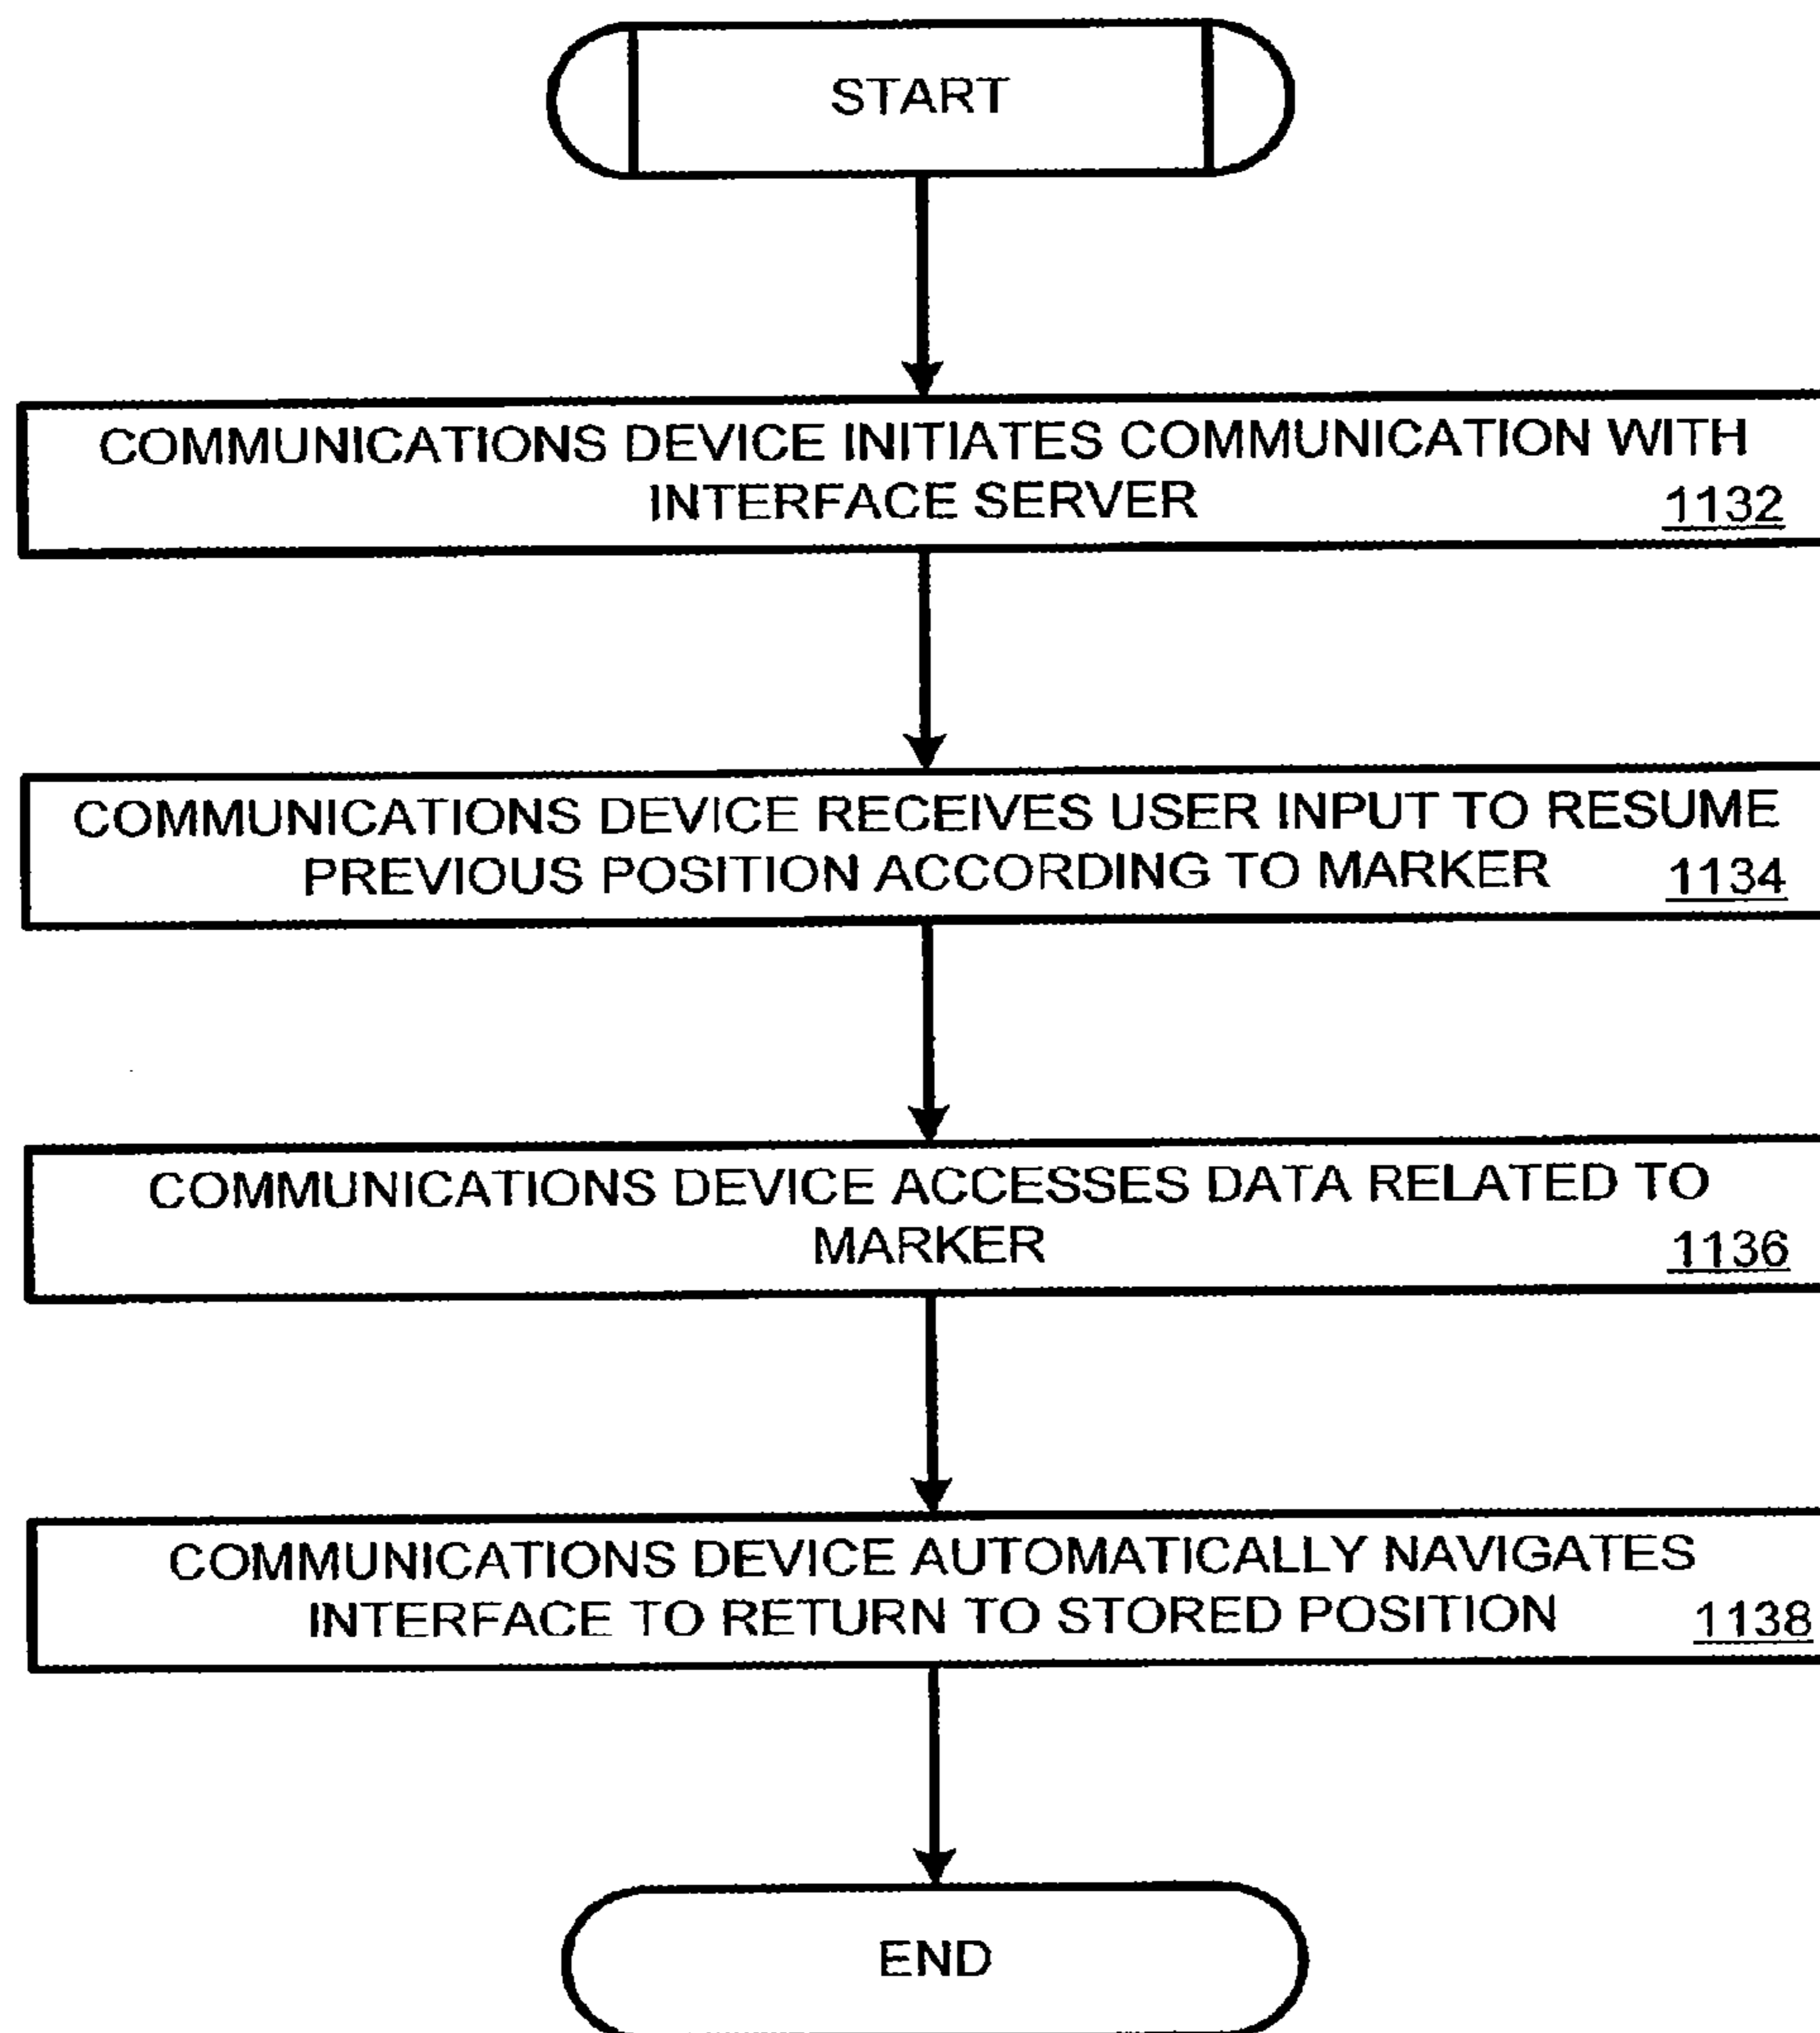 START
COMMUNICATIONS DEVICE INITIATES COMMUNICATION WITH
INTERFACE SERVER 1132
COMMUNICATIONS DEVICE RECEIVES USER INPUT TO RESUME
PREVIOUS POSITION ACCORDING TO MARKER 1134
COMMUNICATIONS DEVICE ACCESSES DATA RELATED TO
MARKER 1136
COMMUNICATIONS DEVICE AUTOMATICALLY NAVIGATES
INTERFACE TO RETURN TO STORED POSITION 1138
END